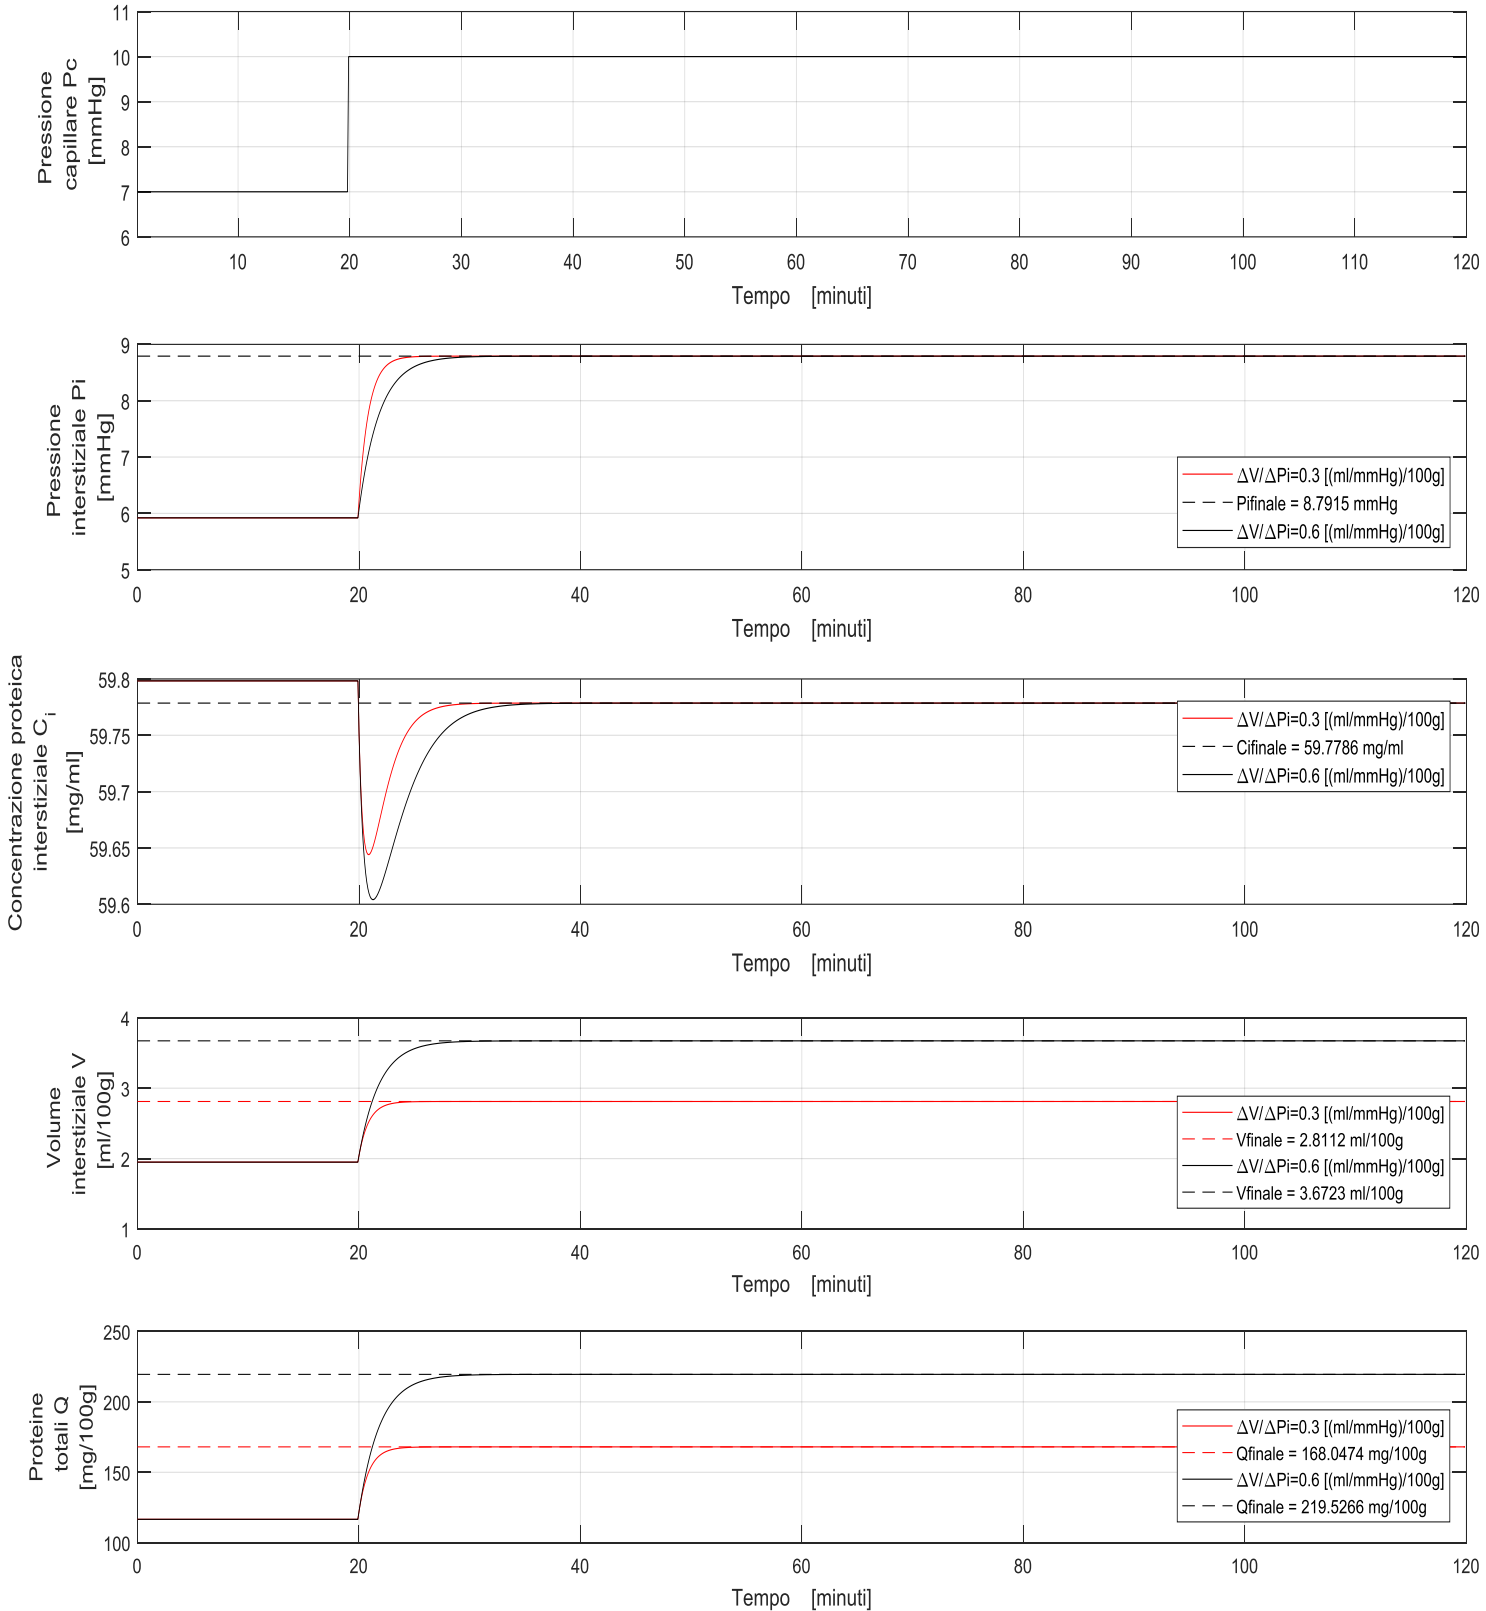 Pressione
capillare Pc
[mmHg]
11
10
9
8
7
6
10 20 30 40 50 60 70 80 90 100 110 120
Tempo [minuti]
Pressione
interstiziale Pi
[mmHg]
9
8
7
6
5
ΔV/ΔPi=0.3 [(ml/mmHg)/100g]
Pifinale = 8.7915 mmHg
ΔV/ΔPi=0.6 [(ml/mmHg)/100g]
0 20 40 60 80 100 120
Tempo [minuti]
Concentrazione proteica
interstiziale Ci
[mg/ml]
59.8
59.75
59.7
59.65
59.6
ΔV/ΔPi=0.3 [(ml/mmHg)/100g]
Cifinale = 59.7786 mg/ml
ΔV/ΔPi=0.6 [(ml/mmHg)/100g]
0 20 40 60 80 100 120
Tempo [minuti]
Volume
interstiziale V
[ml/100g]
4
3
2
1
ΔV/ΔPi=0.3 [(ml/mmHg)/100g]
Vfinale = 2.8112 ml/100g
ΔV/ΔPi=0.6 [(ml/mmHg)/100g]
Vfinale = 3.6723 ml/100g
0 20 40 60 80 100 120
Tempo [minuti]
Proteine
totali Q
[mg/100g]
250
200
150
100
ΔV/ΔPi=0.3 [(ml/mmHg)/100g]
Qfinale = 168.0474 mg/100g
ΔV/ΔPi=0.6 [(ml/mmHg)/100g]
Qfinale = 219.5266 mg/100g
0 20 40 60 80 100 120
Tempo [minuti]